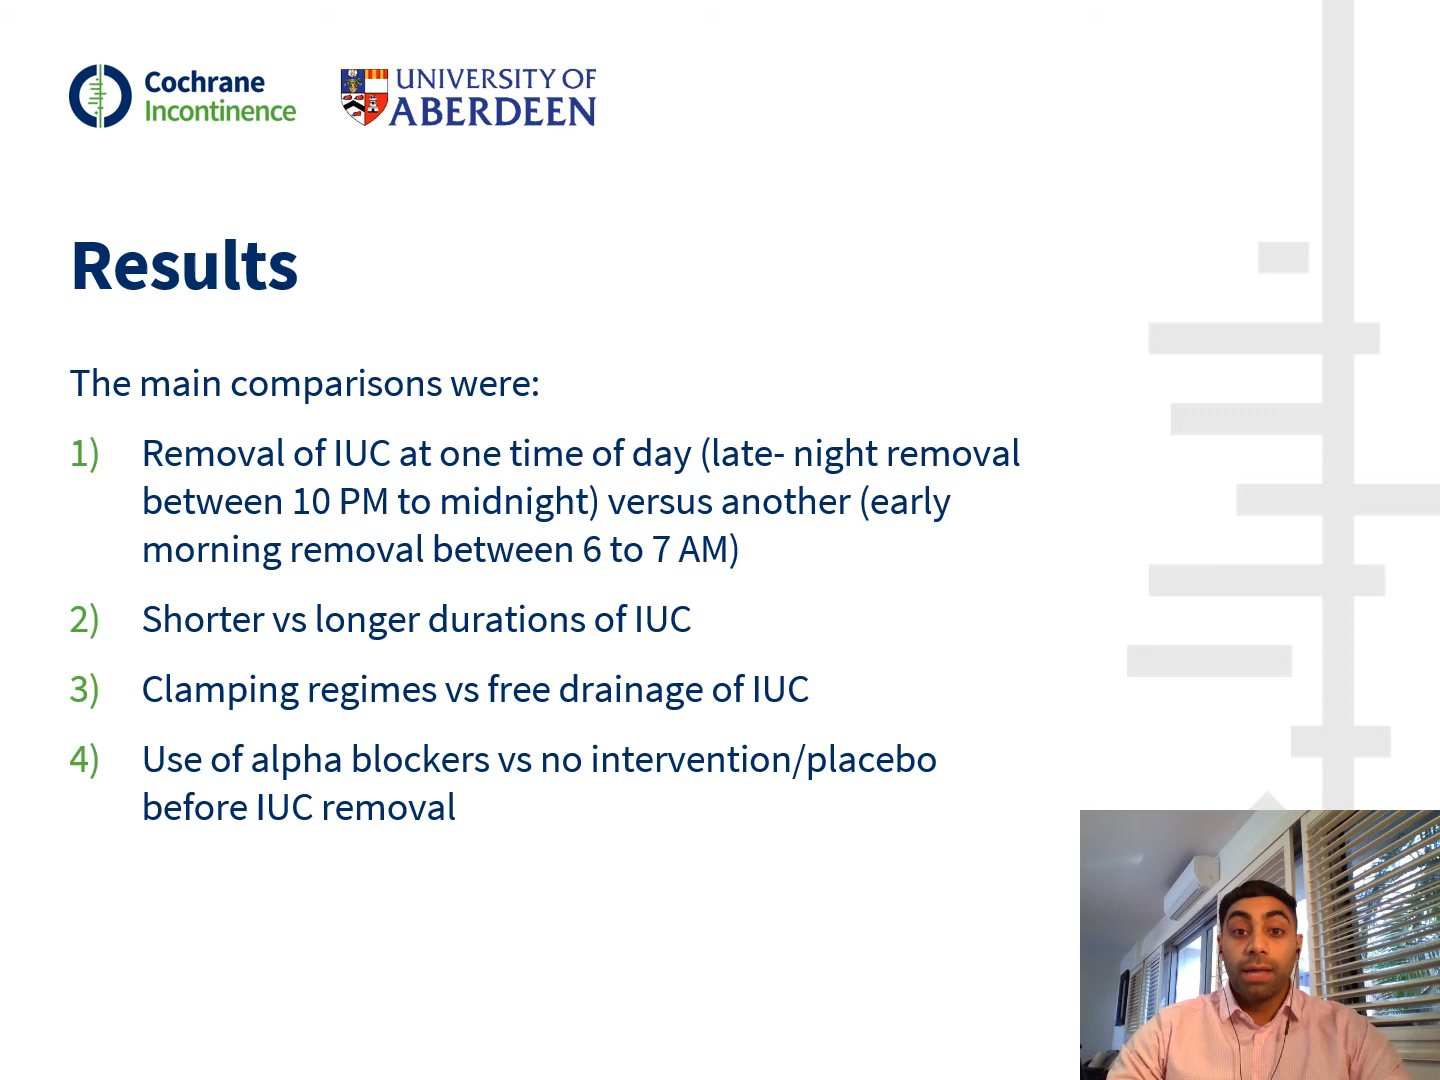 Cochrane
Incontinence
UNIVERSITY OF
ABERDEEN
Results
The main comparisons were:
1) Removal of IUC at one time of day (late- night removal
between 10 PM to midnight) versus another (early
morning removal between 6 to 7 AM)
2) Shorter vs longer durations of IUC
3) Clamping regimes vs free drainage of IUC
4) Use of alpha blockers vs no intervention/placebo
before IUC removal